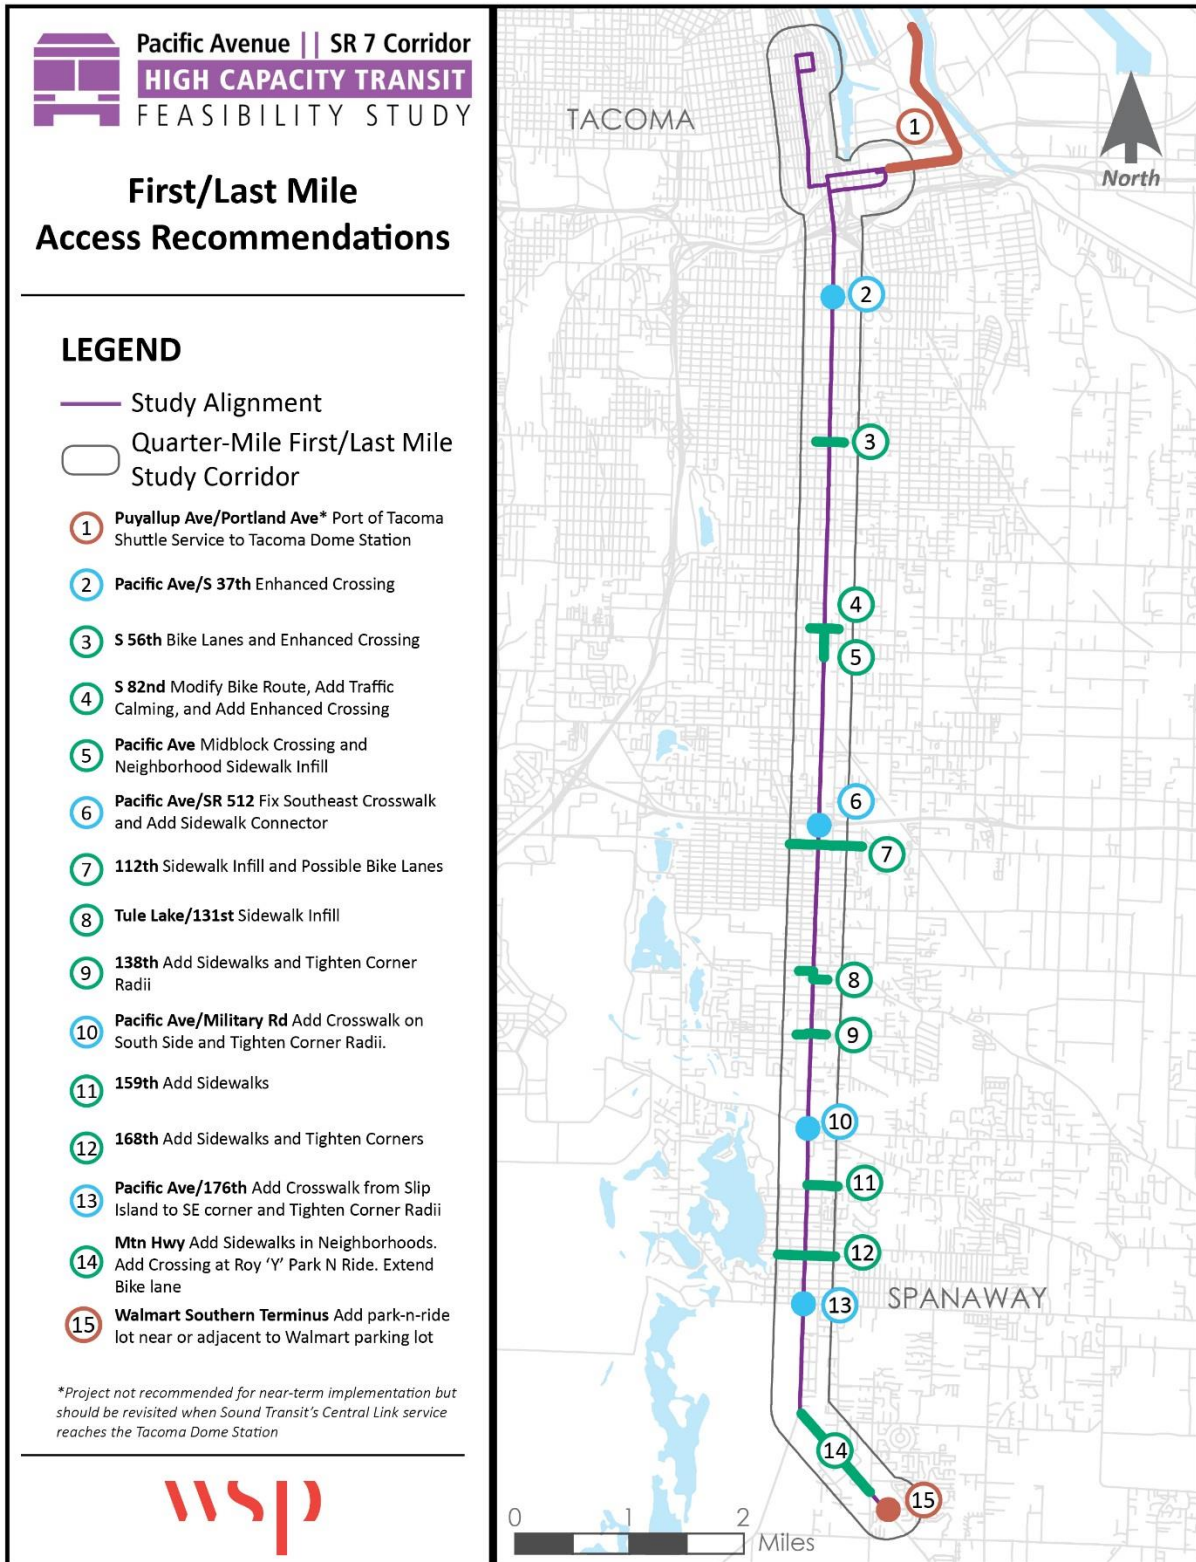 Pacific Avenue || SR 7 Corridor
HIGH CAPACITY TRANSIT
FEASIBILITY STUDY
First/Last Mile
Access Recommendations
LEGEND
Study Alignment
Quarter-Mile First/Last Mile
Study Corridor
1 Puyallup Ave/Portland Ave* Port of Tacoma
Shuttle Service to Tacoma Dome Station
2 Pacific Ave/S 37th Enhanced Crossing
3 S 56th Bike Lanes and Enhanced Crossing
4 S 82nd Modify Bike Route, Add Traffic
Calming, and Add Enhanced Crossing
5 Pacific Ave Midblock Crossing and
Neighborhood Sidewalk Infill
6 Pacific Ave/SR 512 Fix Southeast Crosswalk
and Add Sidewalk Connector
7 112th Sidewalk Infill and Possible Bike Lanes
8 Tule Lake/131st Sidewalk Infill
9 138th Add Sidewalks and Tighten Corner
Radii
10 Pacific Ave/Military Rd Add Crosswalk on
South Side and Tighten Corner Radii.
11 159th Add Sidewalks
12 168th Add Sidewalks and Tighten Corners
13 Pacific Ave/176th Add Crosswalk from Slip
Island to SE corner and Tighten Corner Radii
14 Mtn Hwy Add Sidewalks in Neighborhoods.
Add Crossing at Roy ‘Y’ Park N Ride. Extend
Bike lane
15 Walmart Southern Terminus Add park-n-ride
lot near or adjacent to Walmart parking lot
*Project not recommended for near-term implementation but
should be revisited when Sound Transit's Central Link service
reaches the Tacoma Dome Station
wsp
TACOMA
1
North
2
3
4
5
6
7
8
9
10
11
12
SPANAWAY
13
14
15
0 1 2
Miles